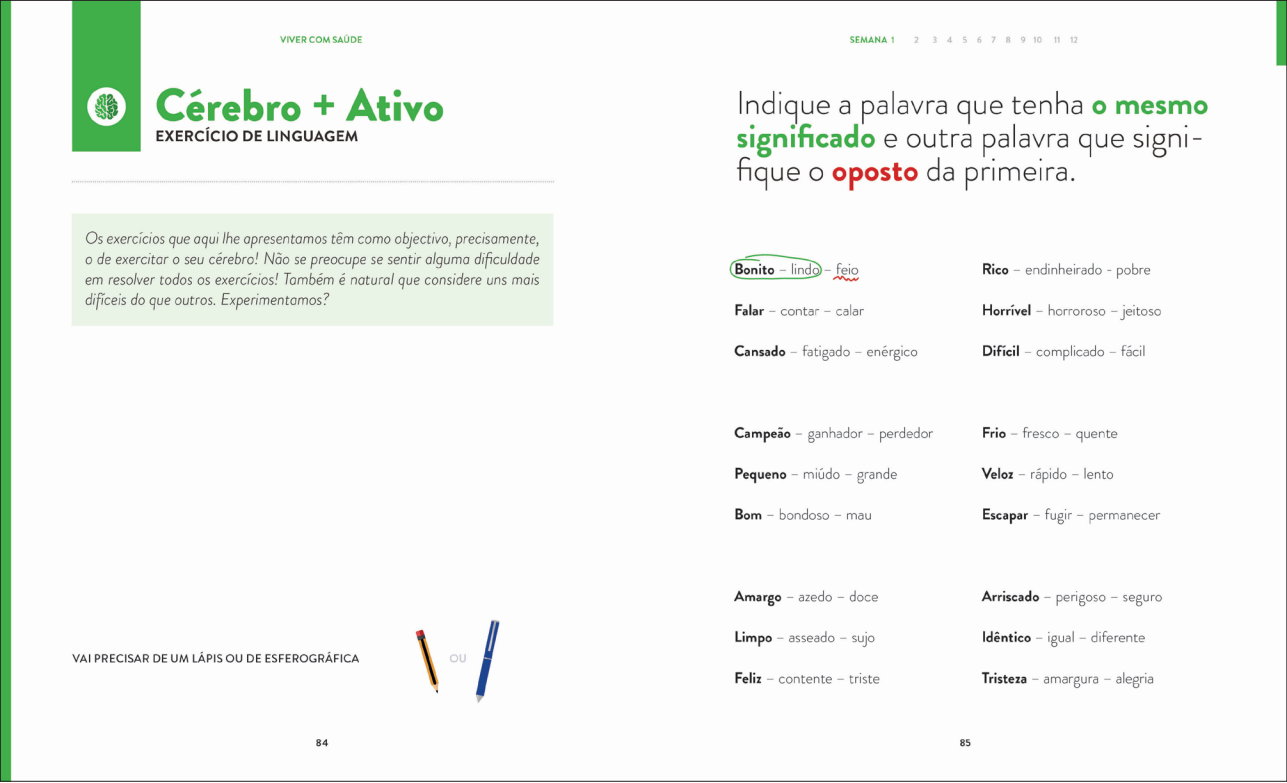 VIVER COM SAÚDE
Cérebro + Ativo
EXERCÍCIO DE LINGUAGEM
Os exercícios que aqui lhe apresentamos têm como objectivo, precisamente,
o de exercitar o seu cérebro! Não se preocupe se sentir alguma dificuldade
em resolver todos os exercícios! Também é natural que considere uns mais
difíceis do que outros. Experimentamos?
VAI PRECISAR DE UM LÁPIS OU DE ESFEROGRÁFICA
OU
84
SEMANA 1 2 3 4 5 6 7 8 9 10 11 12
Indique a palavra que tenha o mesmo
significado e outra palavra que signi-
fique o oposto da primeira.
Bonito – lindo – feio
Falar – contar – calar
Cansado – fatigado – enérgico
Campeão – ganhador – perdedor
Pequeno – miúdo – grande
Bom – bondoso – mau
Amargo – azedo – doce
Limpo – asseado – sujo
Feliz – contente – triste
Rico – endinheirado - pobre
Horrível – horroroso – jeitoso
Difícil – complicado – fácil
Frio – fresco – quente
Veloz – rápido – lento
Escapar – fugir – permanecer
Arriscado – perigoso – seguro
Idêntico – igual – diferente
Tristeza – amargura – alegria
85